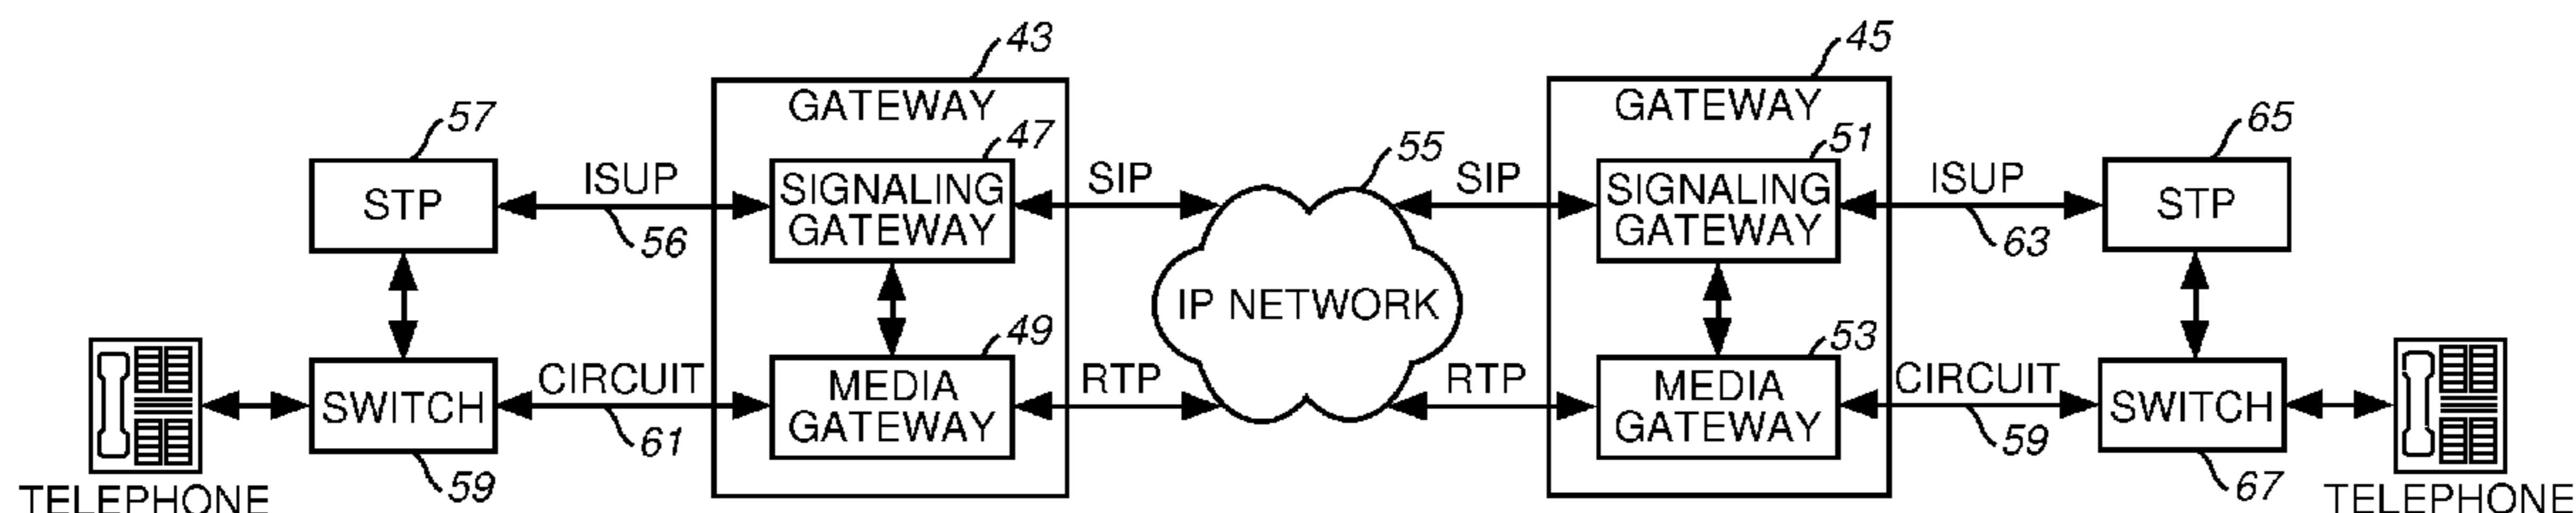 43
45
GATEWAY
GATEWAY
57
47
55
51
65
STP
ISUP
56
SIGNALING
GATEWAY
SIP
SIP
SIGNALING
GATEWAY
ISUP
63
STP
IP NETWORK
49
53
SWITCH
CIRCUIT
61
MEDIA
GATEWAY
RTP
RTP
MEDIA
GATEWAY
CIRCUIT
59
SWITCH
TELEPHONE
59
67
TELEPHONE